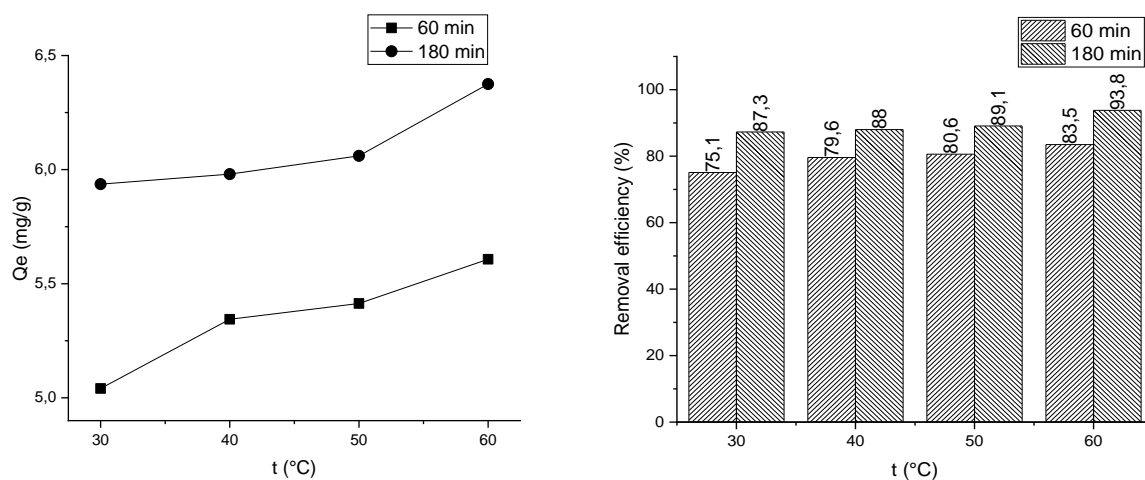 60 min
180 min
6,5
6,0
5,5
5,0
Qe (mg/g)
30 40 50 60
t (°C)
60 min
180 min
100
80
60
40
20
0
Removal efficiency (%)
75,1 87,3 79,6 88 80,6 89,1 83,5 93,8
30 40 50 60
t (°C)